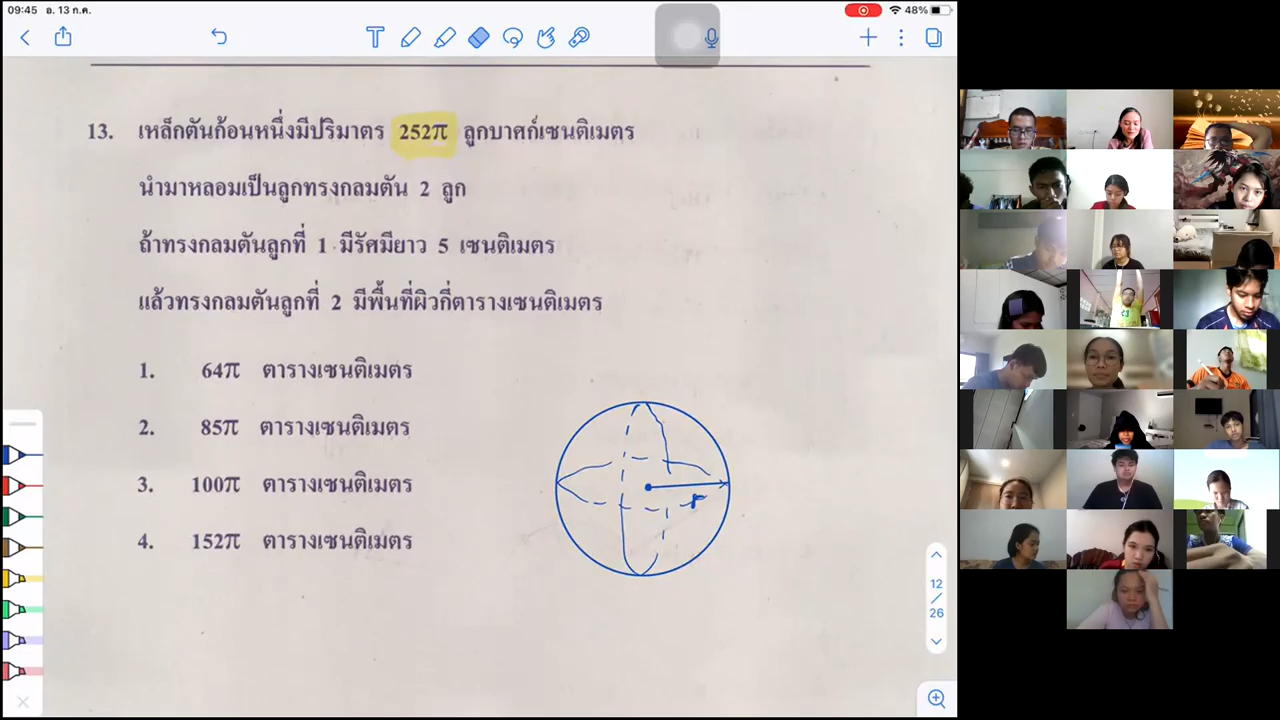 09:45 อ. 13 ก.ค.
48%
13. เหล็กตันก้อนหนึ่งมีปริมาตร 252π ลูกบาศก์เซนติเมตร
นำมาหลอมเป็นลูกทรงกลมตัน 2 ลูก
ถ้าทรงกลมตันลูกที่ 1 มีรัศมียาว 5 เซนติเมตร
แล้วทรงกลมตันลูกที่ 2 มีพื้นที่ผิวกี่ตารางเซนติเมตร
1. 64π ตารางเซนติเมตร
2. 85π ตารางเซนติเมตร
3. 100π ตารางเซนติเมตร
4. 152π ตารางเซนติเมตร
r
12
/
26